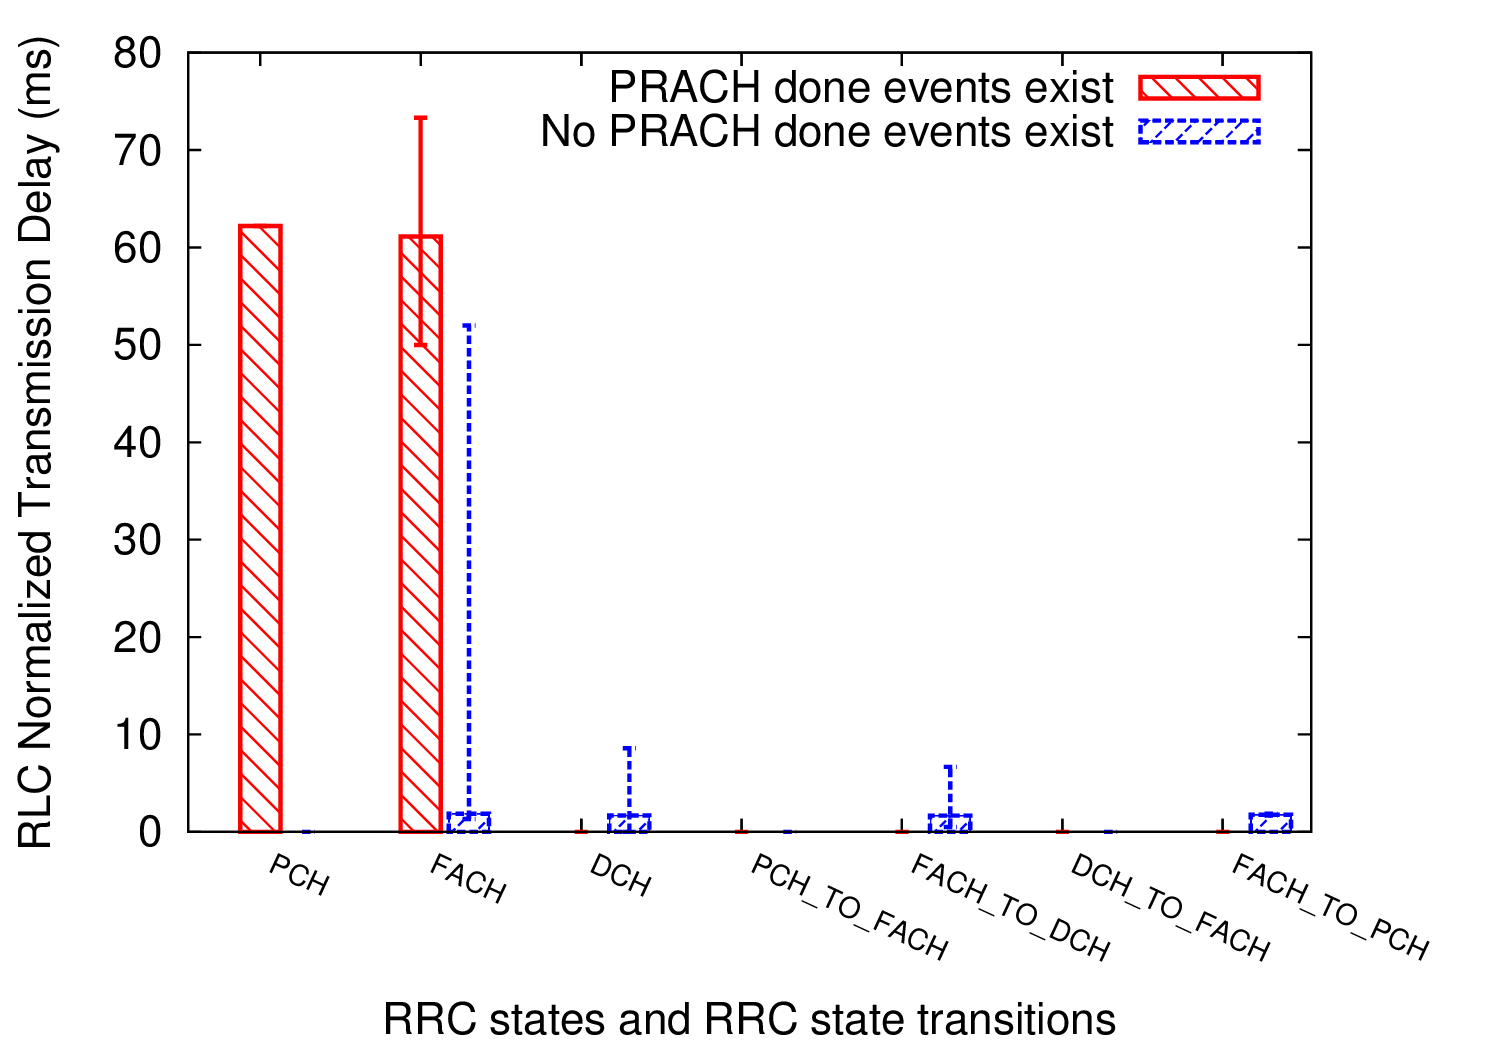 RLC Normalized Transmission Delay (ms)
80
70
60
50
40
30
20
10
0
PRACH done events exist
No PRACH done events exist
PCH
FACH
DCH
PCH_TO_FACH
FACH_TO_DCH
DCH_TO_FACH
FACH_TO_PCH
RRC states and RRC state transitions